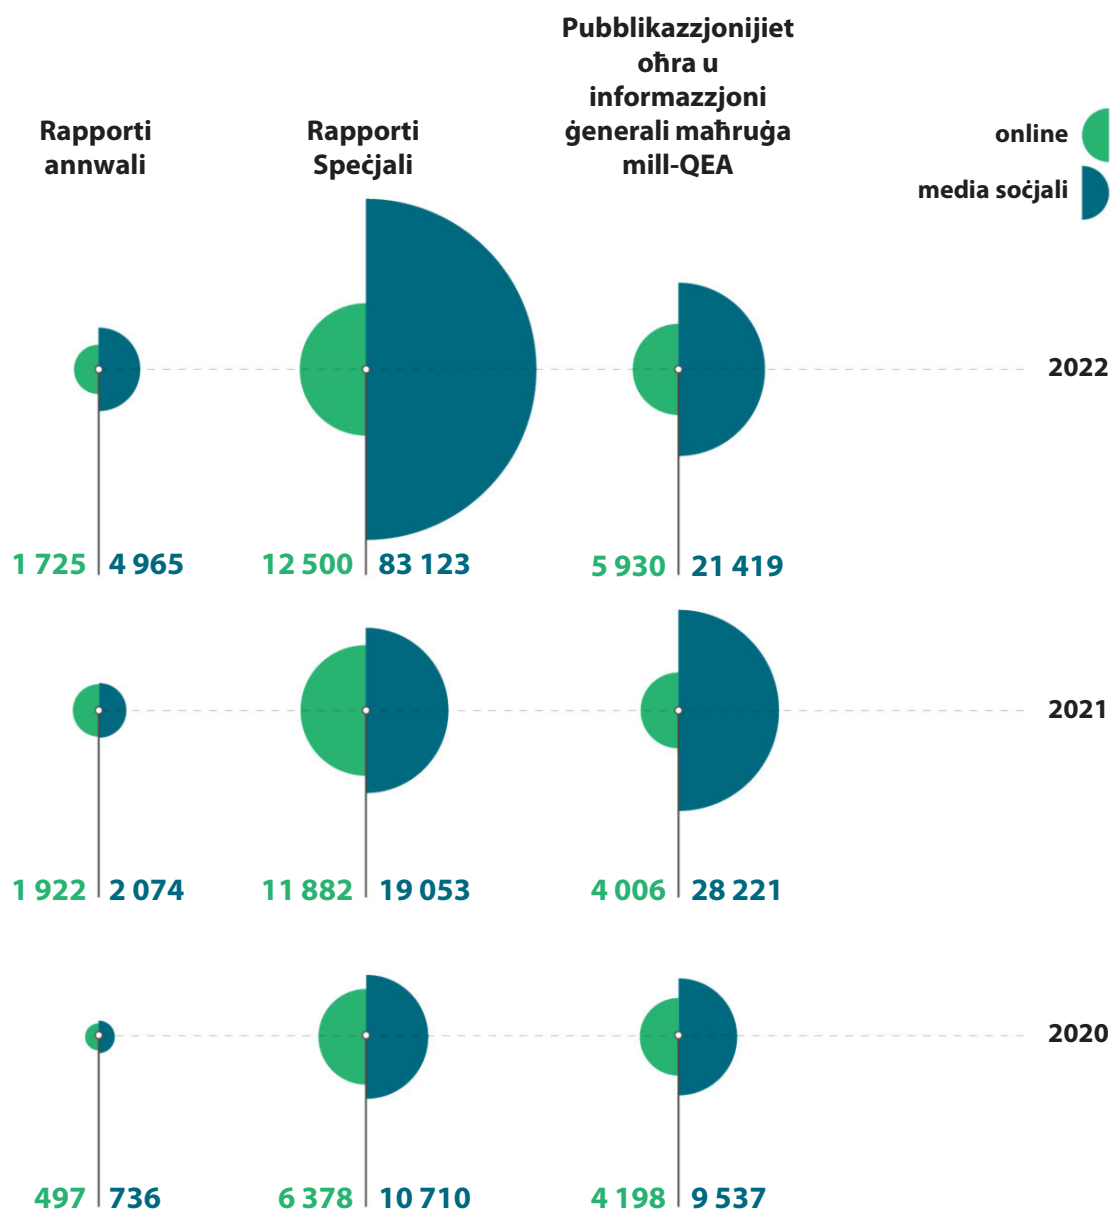 Pubblikazzjonijiet
oħra u
informazzjoni
ġenerali maħruġa
mill-QEA
Rapporti
annwali
Rapporti
Speċjali
online
media soċjali
2022
1 725 4 965
12 500 83 123
5 930 21 419
2021
1 922 2 074
11 882 19 053
4 006 28 221
2020
497 736
6 378 10 710
4 198 9 537